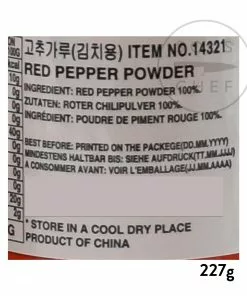 고추가루(김치용) ITEM NO.14321S
RED PEPPER POWDER
INGREDIENT: RED PEPPER POWDER 100%.
ZUTATEN: ROTER CHILIPULVER 100%.
INGRÉDIENT: POUDRE DE PIMENT ROUGE 100%.
BEST BEFORE: PRINTED ON THE PACKEGE(DD.MM.YYYY)
MINDESTENS HALTBAR BIS: SIEHE AUFDRUCK(TT.MM.JJJJ)
A CONSOMMER AVANT: VOIR L'EMBALLAGE(JJ.MM.AAAA)
*STORE IN A COOL DRY PLACE
PRODUCT OF CHINA
227g